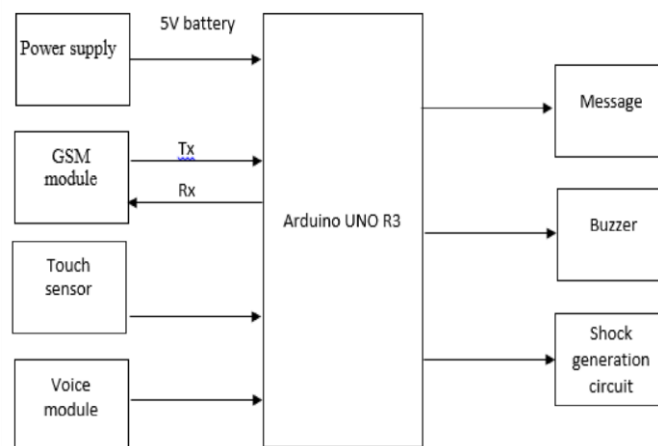 5V battery
Power supply
GSM
module
Tx
Rx
Touch
sensor
Voice
module
Arduino UNO R3
Message
Buzzer
Shock
generation
circuit